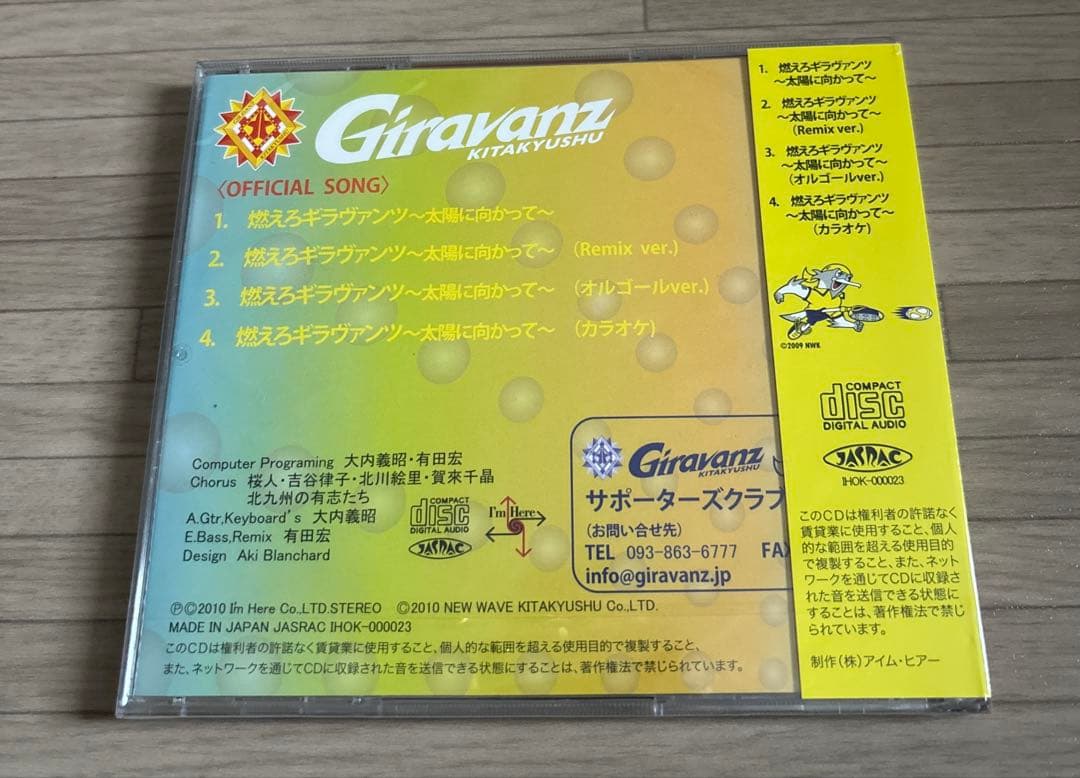 Giravanz
KITAKYUSHU
〈OFFICIAL SONG〉
1. 燃えろギラヴァンツ～太陽に向かって～
2. 燃えろギラヴァンツ～太陽に向かって～ (Remix ver.)
3. 燃えろギラヴァンツ～太陽に向かって～ (オルゴールver.)
4. 燃えろギラヴァンツ～太陽に向かって～ (カラオケ)
Computer Programing 大内義昭・有田宏
Chorus 桜人・吉谷律子・北川絵里・賀来千晶
北九州の有志たち
A.Gtr,Keyboard's 大内義昭
E.Bass,Remix 有田宏
Design Aki Blanchard
COMPACT
disc
DIGITAL AUDIO
JASRAC
I'm Here
Giravanz
KITAKYUSHU
サポーターズクラブ
(お問い合せ先)
TEL 093-863-6777 FAX
info@giravanz.jp
ⓅⒸ2010 I'm Here Co.,LTD.STEREO Ⓒ2010 NEW WAVE KITAKYUSHU Co.,LTD.
MADE IN JAPAN JASRAC IHOK-000023
このCDは権利者の許諾なく賃貸業に使用すること、個人的な範囲を超える使用目的で複製すること、
また、ネットワークを通じてCDに収録された音を送信できる状態にすることは、著作権法で禁じられています。
1. 燃えろギラヴァンツ
～太陽に向かって～
2. 燃えろギラヴァンツ
～太陽に向かって～
(Remix ver.)
3. 燃えろギラヴァンツ
～太陽に向かって～
(オルゴールver.)
4. 燃えろギラヴァンツ
～太陽に向かって～
(カラオケ)
©2009 NWK
COMPACT
disc
DIGITAL AUDIO
JASRAC
IHOK-000023
このCDは権利者の許諾なく
賃貸業に使用すること、個人
的な範囲を超える使用目的
で複製すること、また、ネット
ワークを通じてCDに収録さ
れた音を送信できる状態に
することは、著作権法で禁じ
られています。
制作(株)アイム・ヒアー